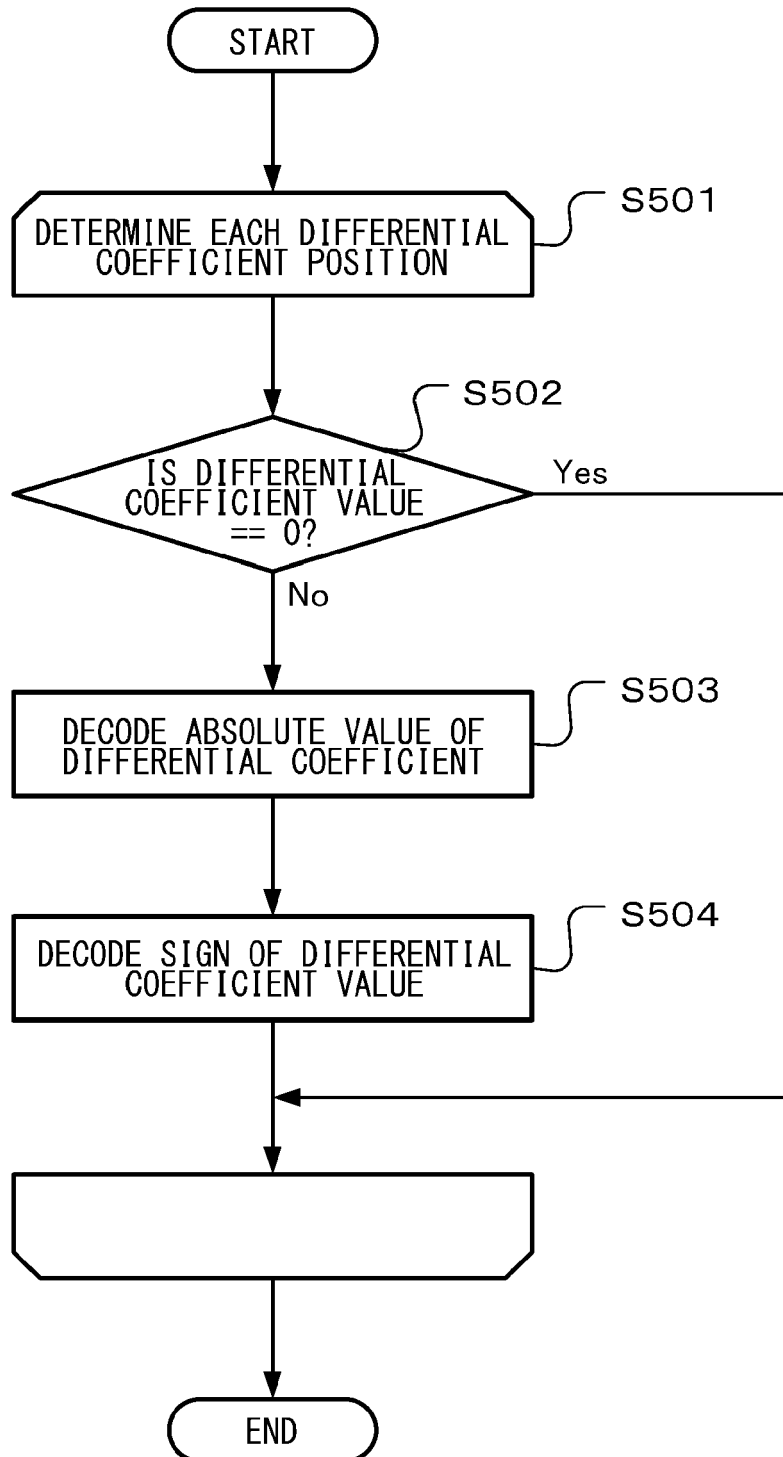 START
S501
DETERMINE EACH DIFFERENTIAL
COEFFICIENT POSITION
S502
IS DIFFERENTIAL
COEFFICIENT VALUE
== 0?
Yes
No
S503
DECODE ABSOLUTE VALUE OF
DIFFERENTIAL COEFFICIENT
S504
DECODE SIGN OF DIFFERENTIAL
COEFFICIENT VALUE
END